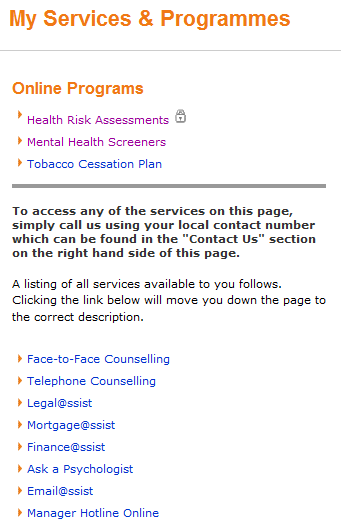 My Services & Programmes
Online Programs
Health Risk Assessments
Mental Health Screeners
Tobacco Cessation Plan
To access any of the services on this page,
simply call us using your local contact number
which can be found in the "Contact Us" section
on the right hand side of this page.
A listing of all services available to you follows.
Clicking the link below will move you down the page to
the correct description.
Face-to-Face Counselling
Telephone Counselling
Legal@ssist
Mortgage@ssist
Finance@ssist
Ask a Psychologist
Email@ssist
Manager Hotline Online